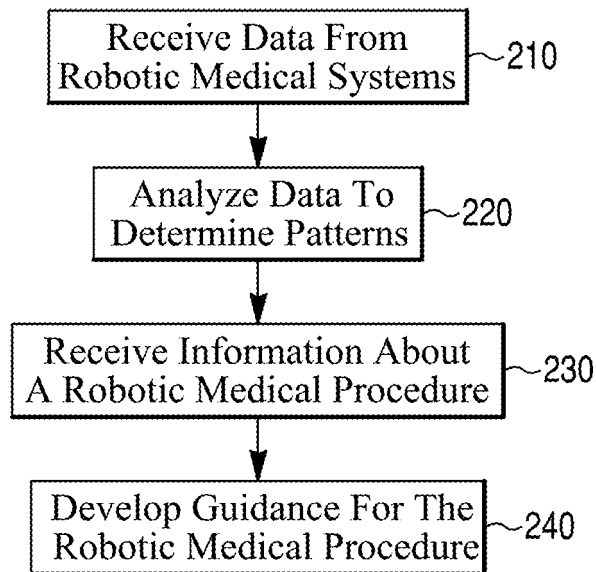 Receive Data From
Robotic Medical Systems
210
Analyze Data To
Determine Patterns
220
Receive Information About
A Robotic Medical Procedure
230
Develop Guidance For The
Robotic Medical Procedure
240